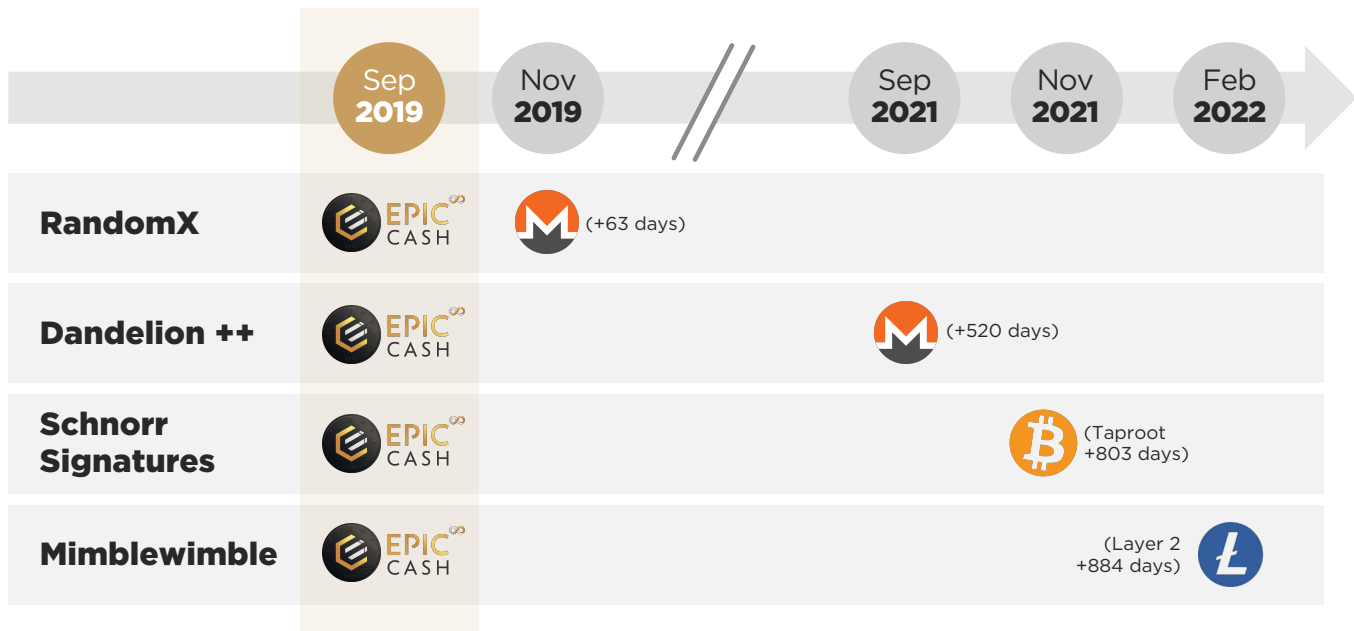 Sep
2019
Nov
2019
Sep
2021
Nov
2021
Feb
2022
RandomX
EPIC
CASH
(+63 days)
Dandelion ++
EPIC
CASH
(+520 days)
Schnorr
Signatures
EPIC
CASH
(Taproot
+803 days)
Mimblewimble
EPIC
CASH
(Layer 2
+884 days)